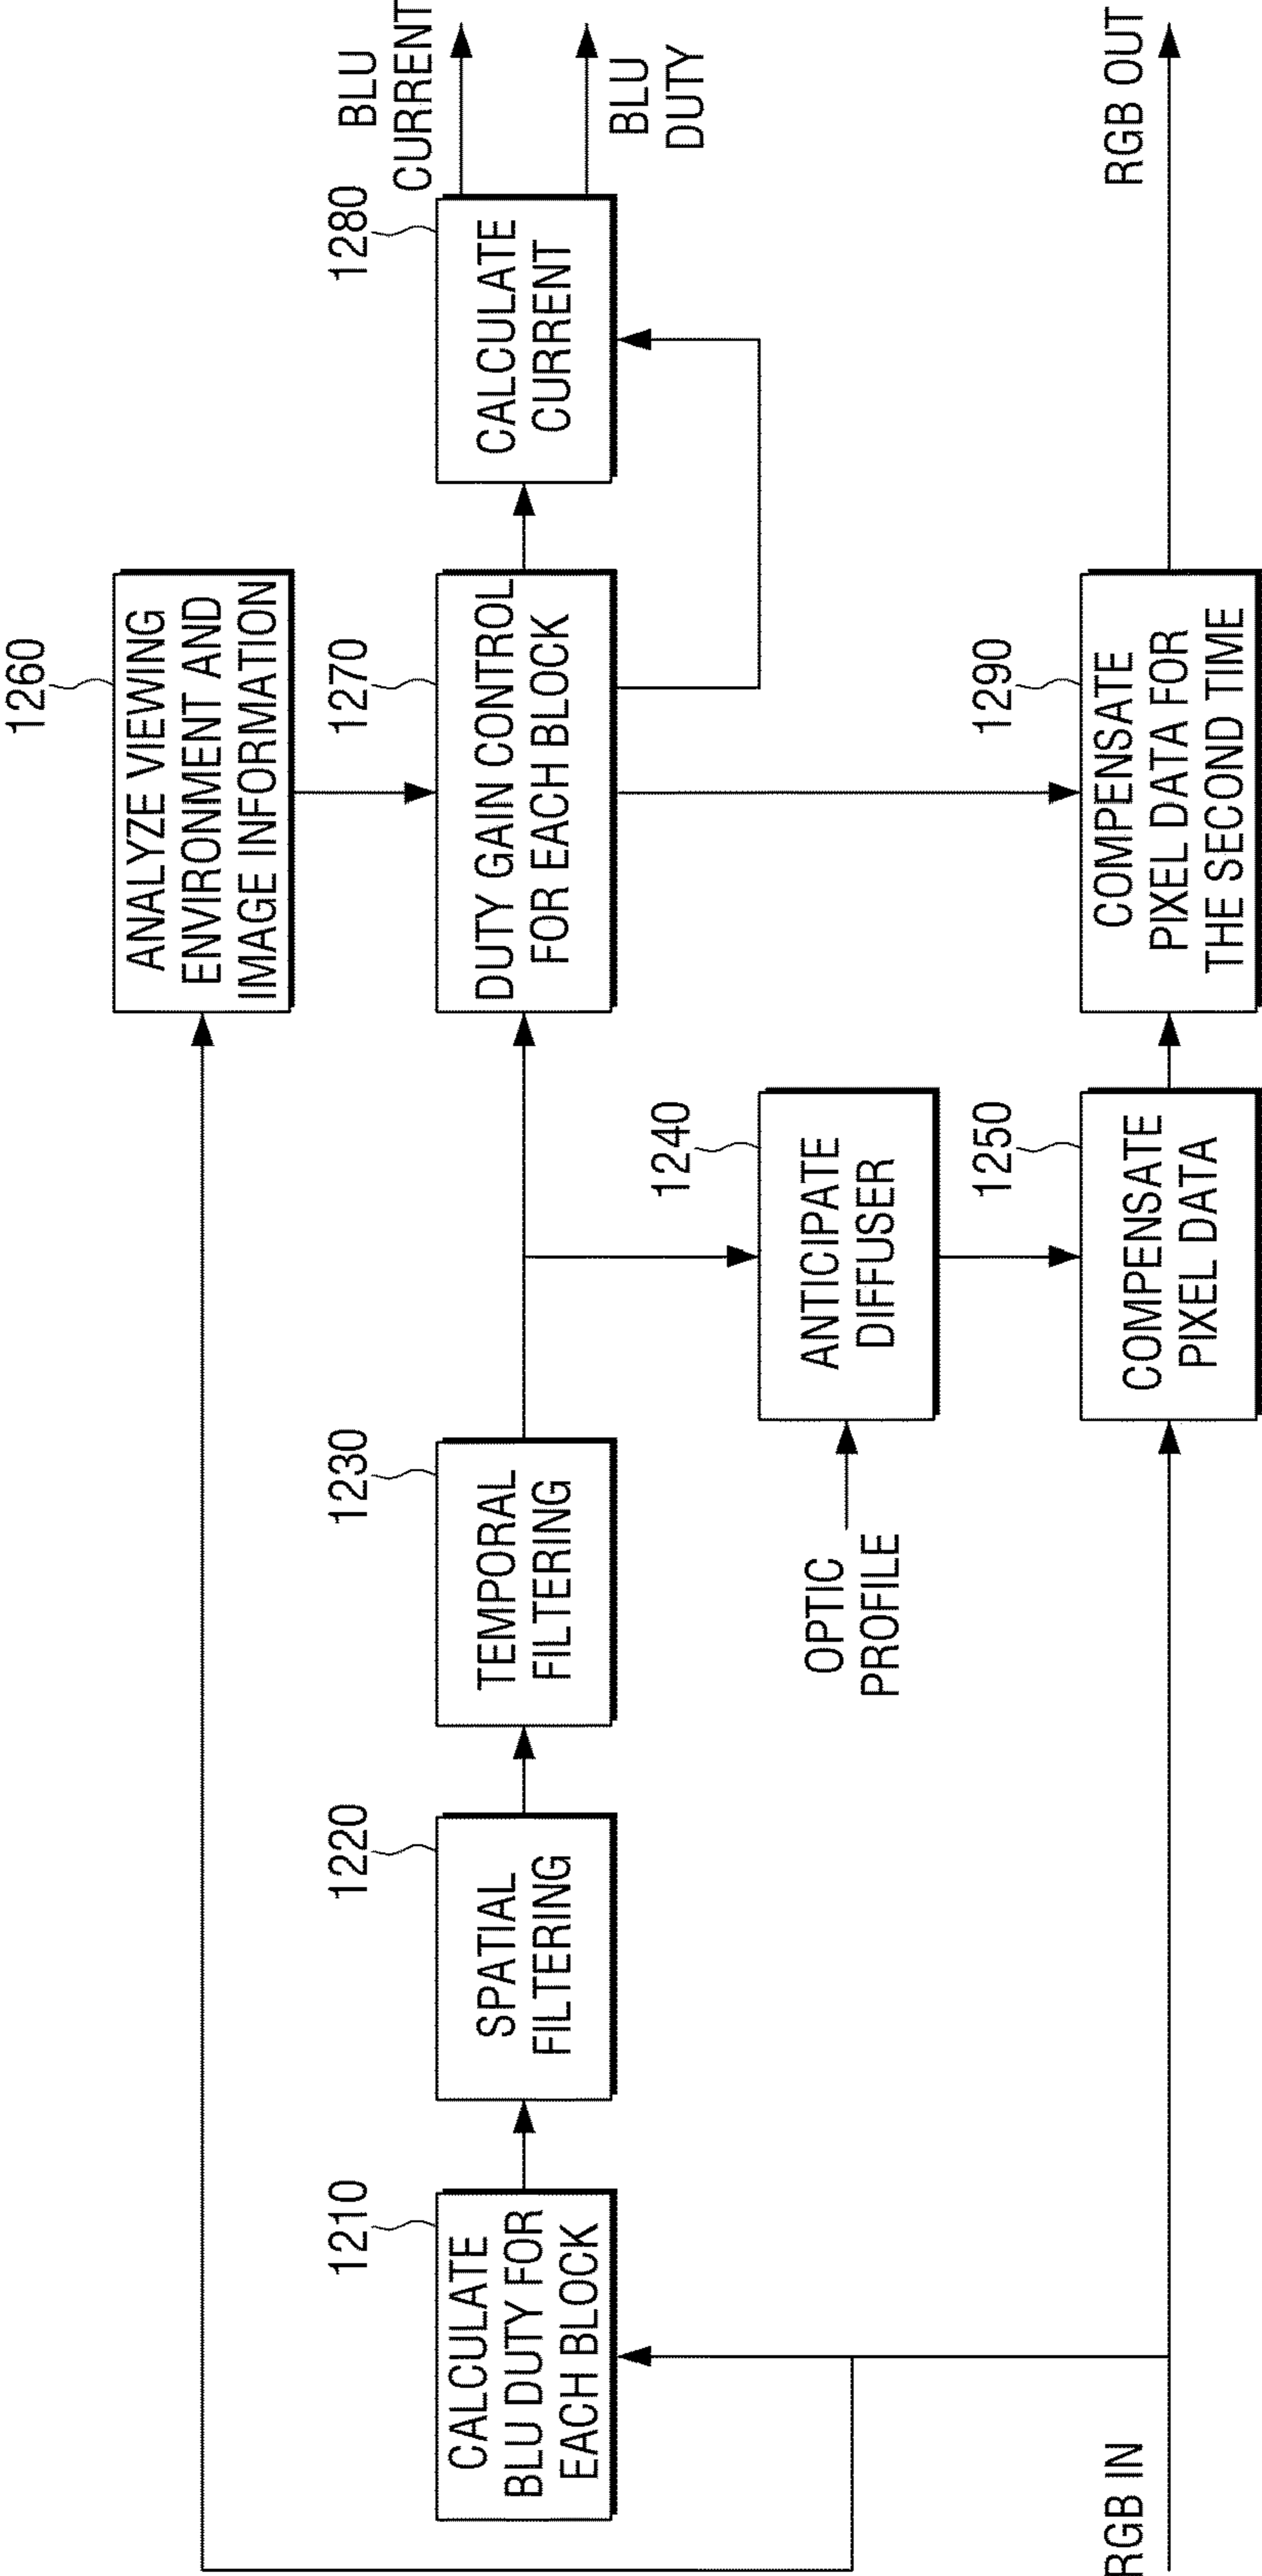 1260
ANALYZE VIEWING
ENVIRONMENT AND
IMAGE INFORMATION
1210
CALCULATE
BLU DUTY FOR
EACH BLOCK
1220
SPATIAL
FILTERING
1230
TEMPORAL
FILTERING
1270
DUTY GAIN CONTROL
FOR EACH BLOCK
1280
CALCULATE
CURRENT
BLU
CURRENT
BLU
DUTY
OPTIC
PROFILE
1240
ANTICIPATE
DIFFUSER
RGB IN
1250
COMPENSATE
PIXEL DATA
1290
COMPENSATE
PIXEL DATA FOR
THE SECOND TIME
RGB OUT